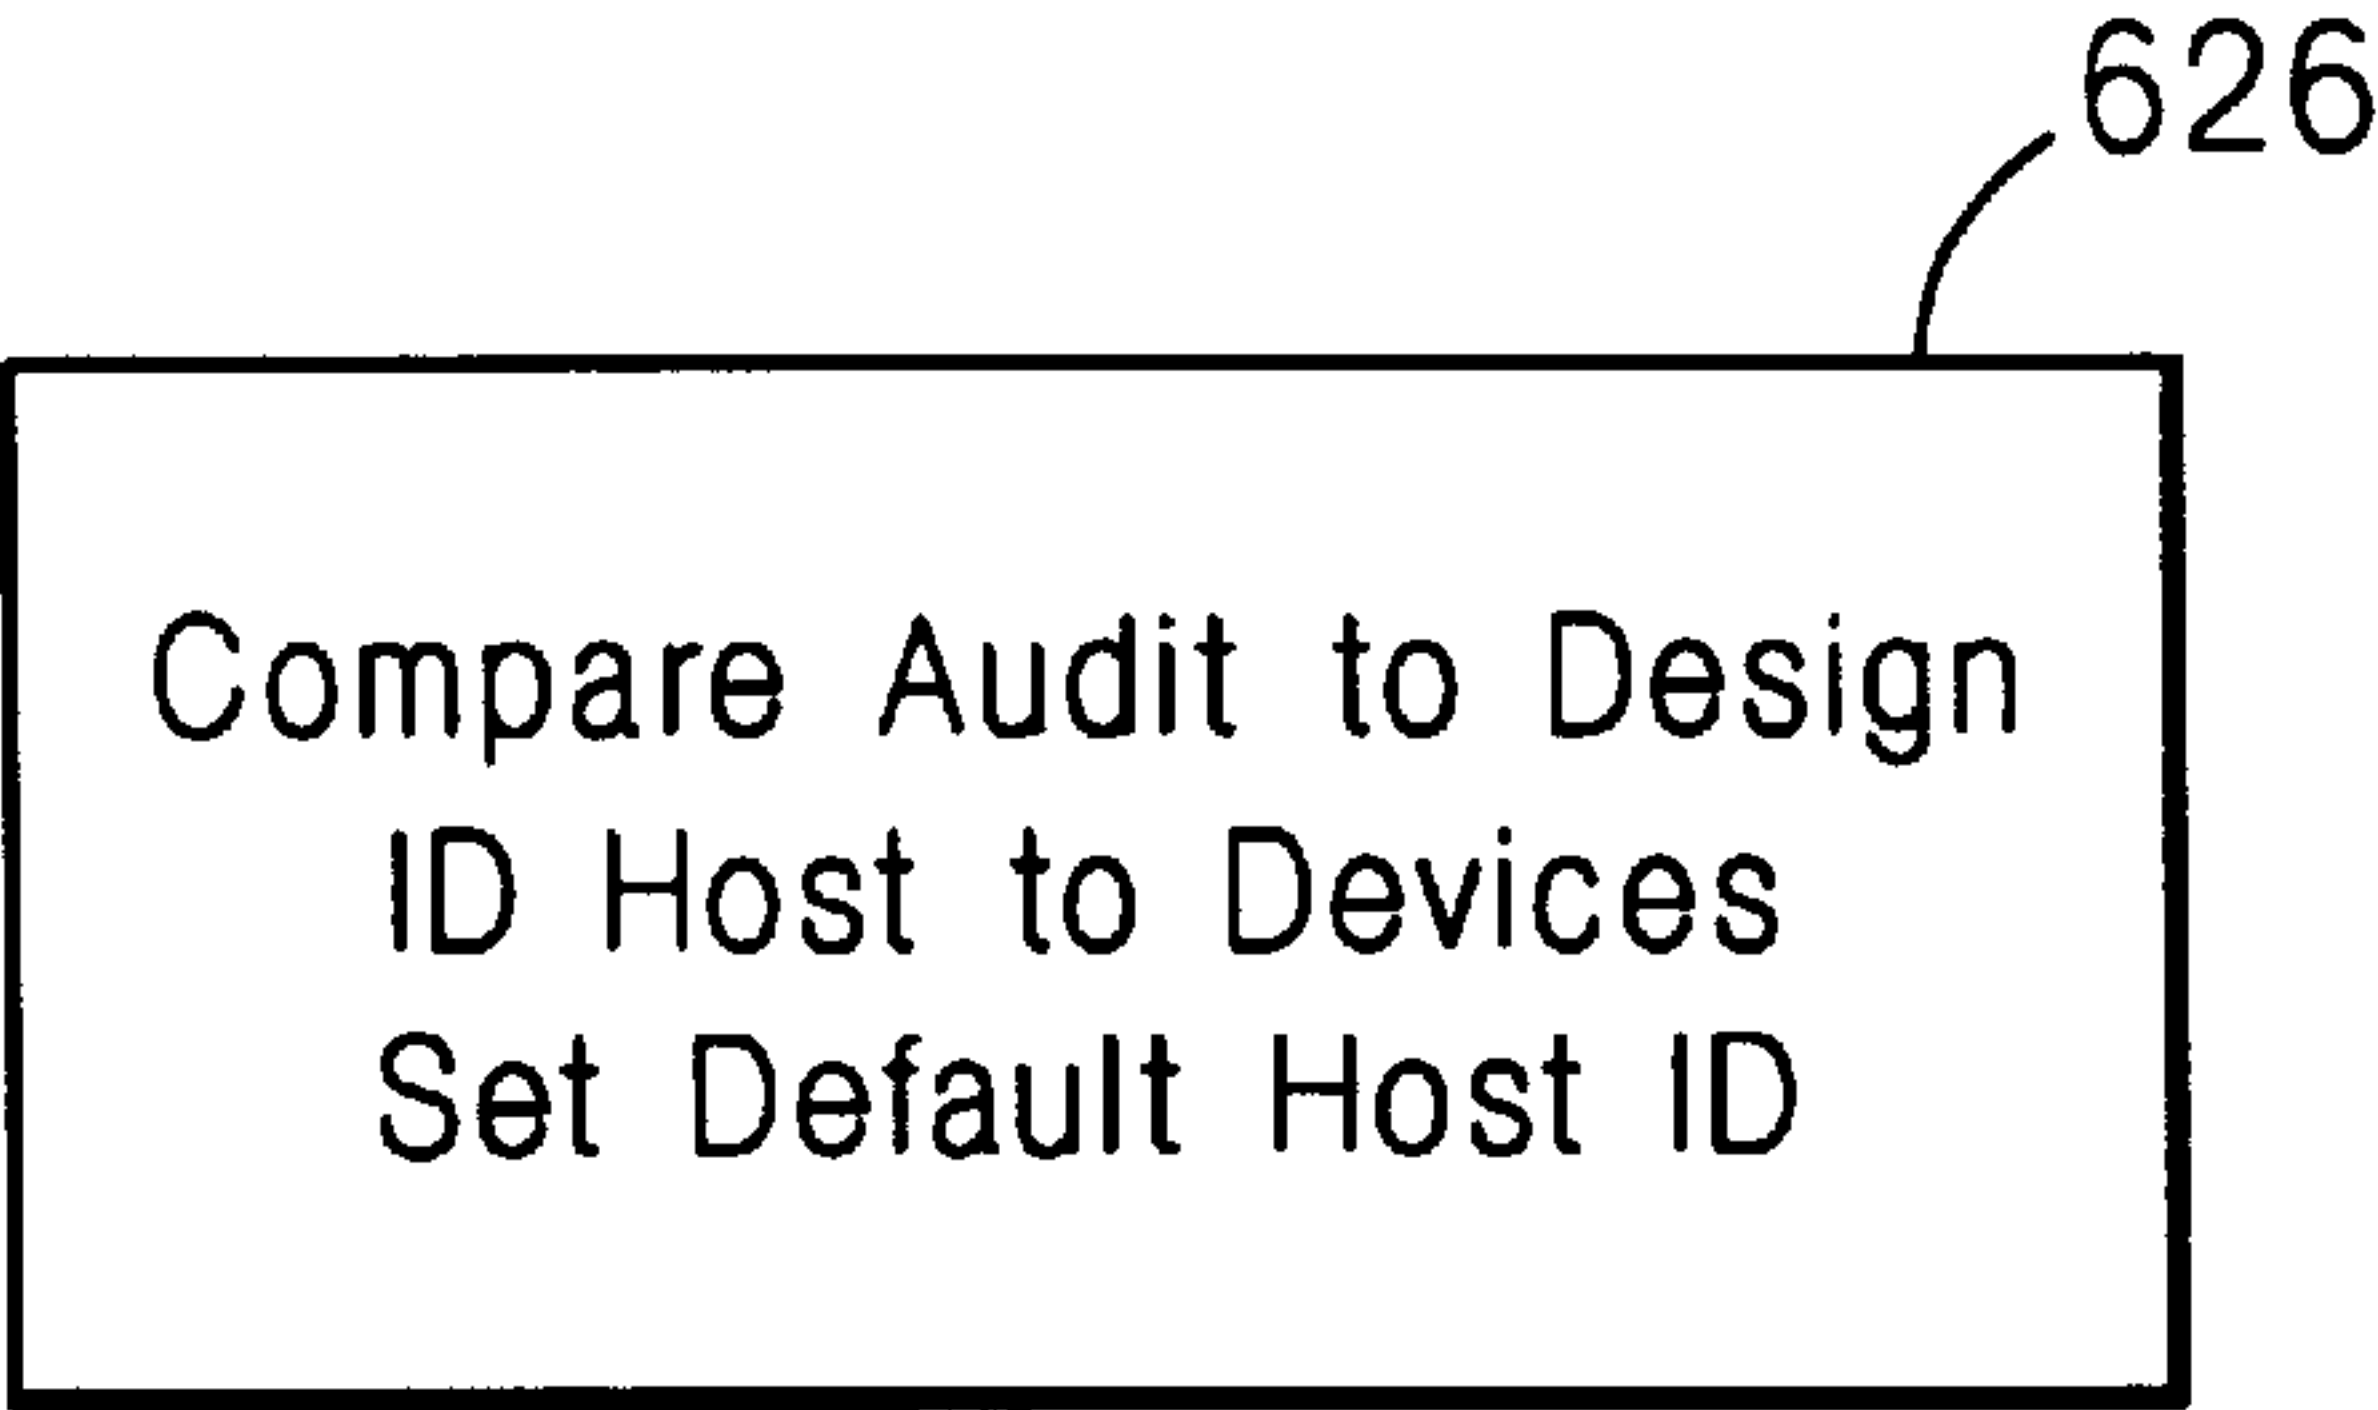 626
Compare Audit to Design
ID Host to Devices
Set Default Host ID